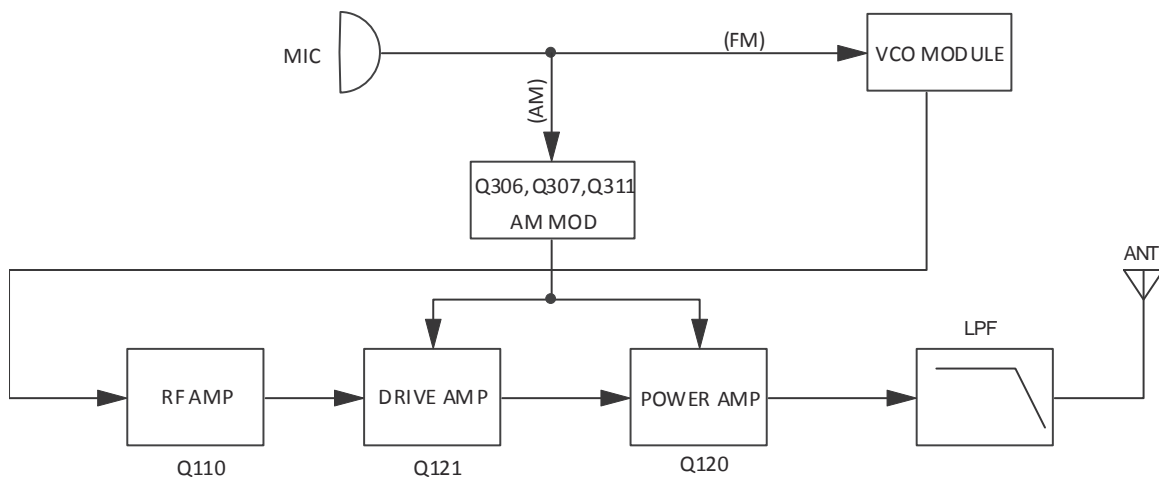 MIC
(FM)
VCO MODULE
(AM)
Q306,Q307,Q311
AM MOD
ANT
LPF
RF AMP
DRIVE AMP
POWER AMP
Q110
Q121
Q120